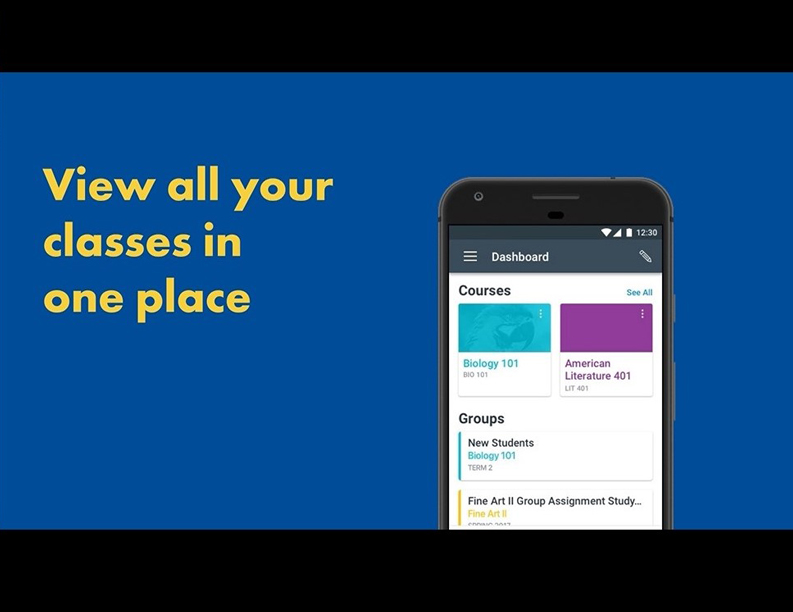 View all your
classes in
one place
12:30
Dashboard
Courses
See All
Biology 101
BIO 101
American
Literature 401
LIT 401
Groups
New Students
Biology 101
TERM 2
Fine Art II Group Assignment Study...
Fine Art II
SPRING 2017